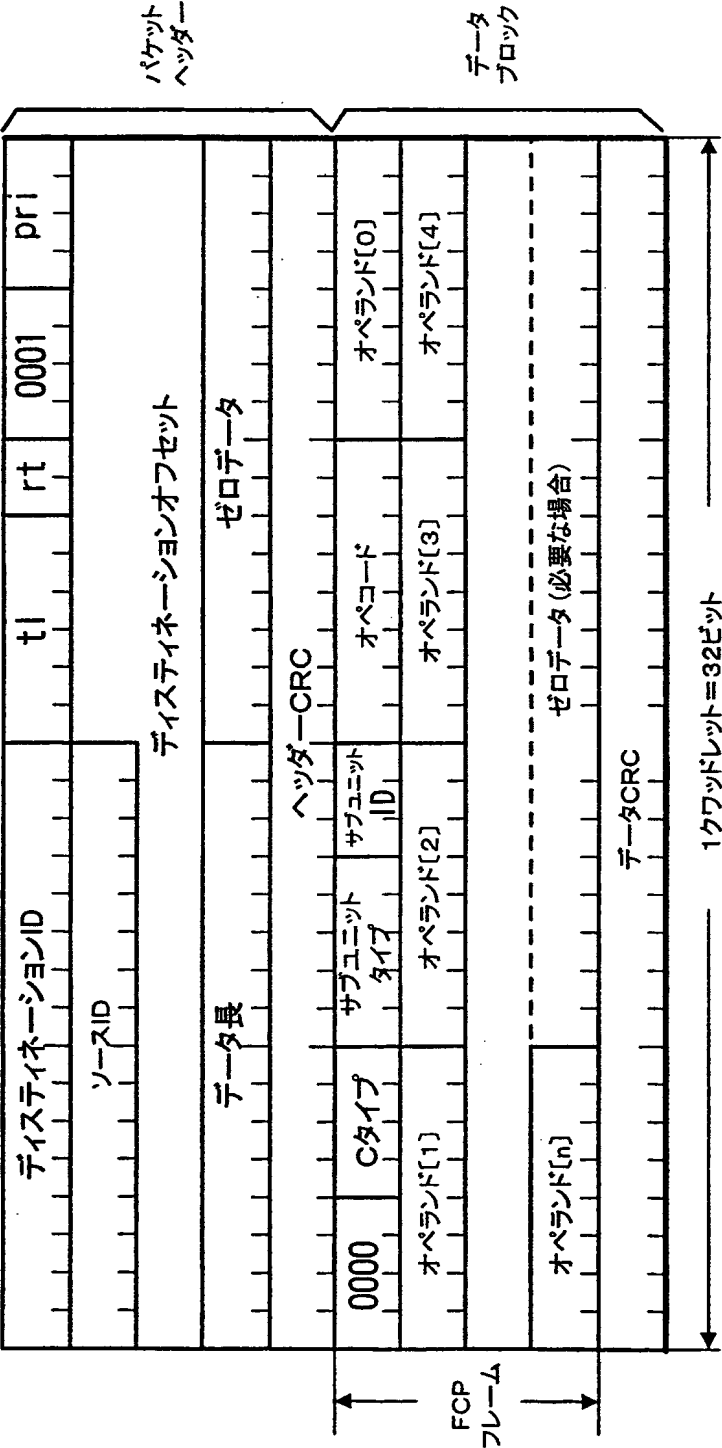 ディスティネーションID
tl
rt
0001
pri
ソースID
ディスティネーションオフセット
データ長
ゼロデータ
ヘッダーCRC
パケット
ヘッダー
0000
Cタイプ
サブユニット
タイプ
サブユニット
ID
オペコード
オペランド[0]
オペランド[1]
オペランド[2]
オペランド[3]
オペランド[4]
オペランド[n]
ゼロデータ(必要な場合)
データCRC
データ
ブロック
FCP
フレーム
1クワッドレット=32ビット